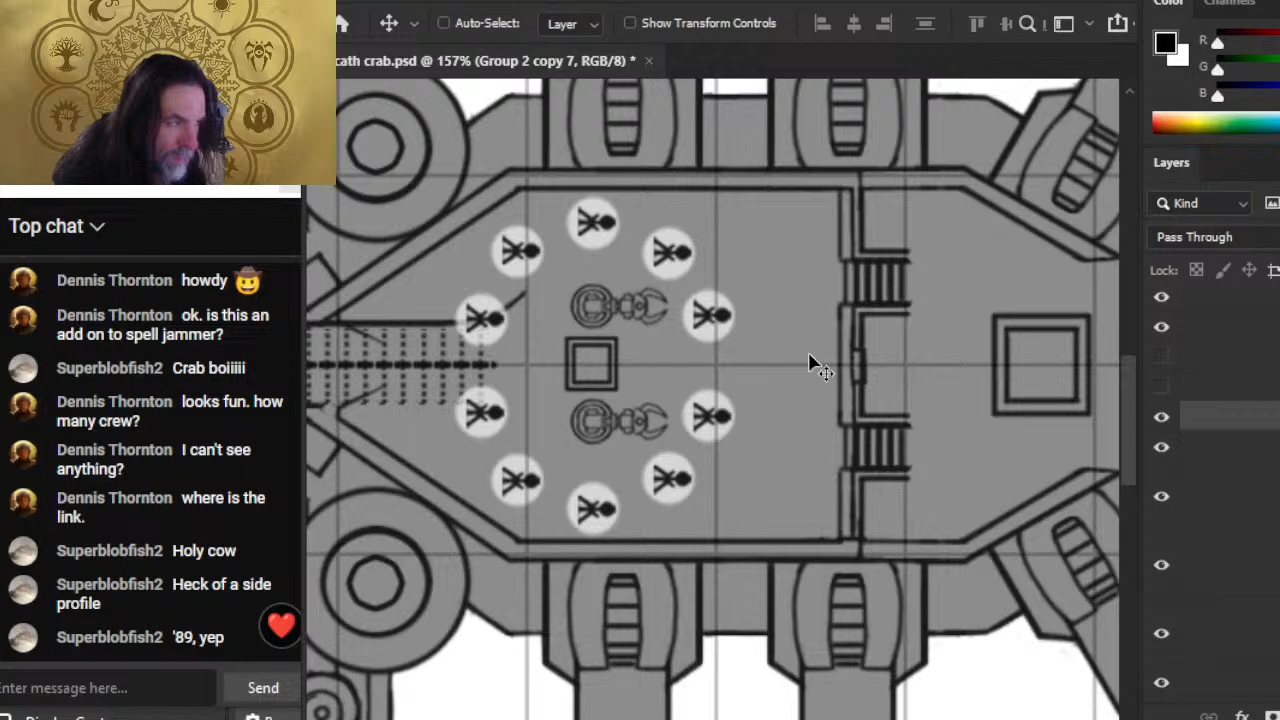 Auto-Select:
Layer
Show Transform Controls
cath crab.psd @ 157% (Group 2 copy 7, RGB/8) *
Color
Channels
R
G
B
Layers
Kind
Pass Through
Lock:
fx
Top chat
Dennis Thornton howdy 🤠
Dennis Thornton ok. is this an
add on to spell jammer?
Superblobfish2 Crab boiiiii
Dennis Thornton looks fun. how
many crew?
Dennis Thornton I can't see
anything?
Dennis Thornton where is the
link.
Superblobfish2 Holy cow
Superblobfish2 Heck of a side
profile
Superblobfish2 '89, yep
Enter message here...
Send